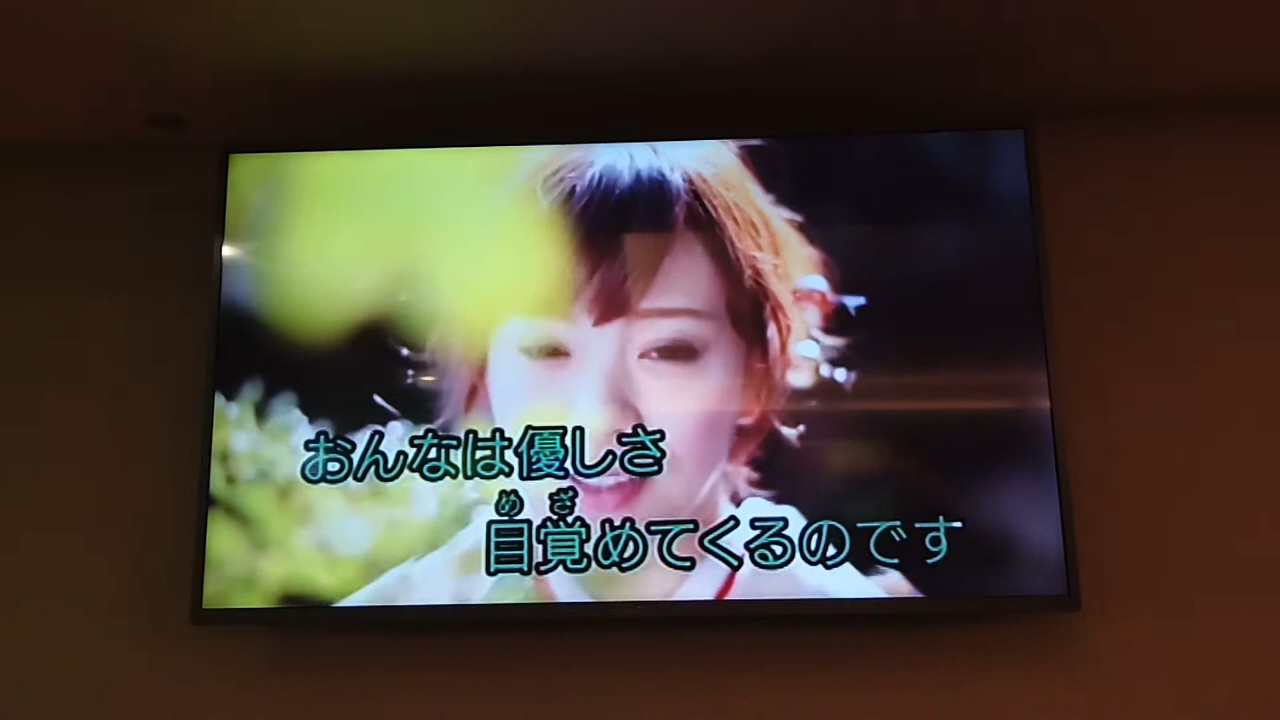 おんなは優しさ
めざ
目覚めてくるのです